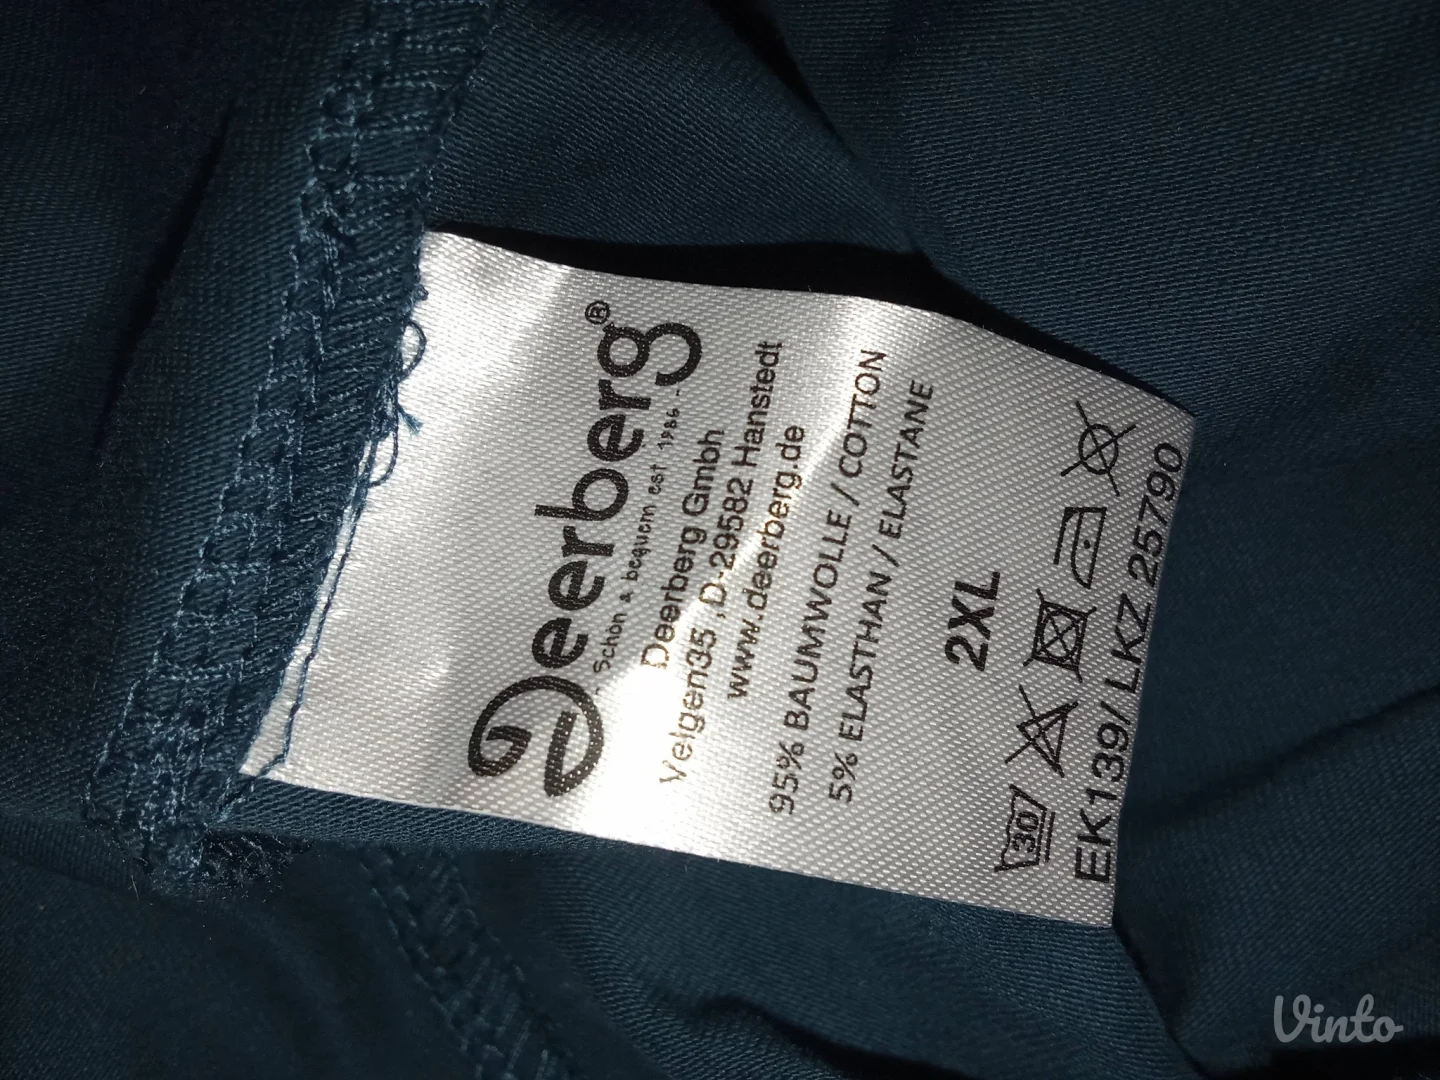 Deerberg®
- Schön & bequem est 1986 -
Deerberg Gmbh
Velgen35 ,D-29582 Hanstedt
www.deerberg.de
95% BAUMWOLLE / COTTON
5% ELASTHAN / ELASTANE
2XL
30
EK139/ LKZ 25790
Vinto